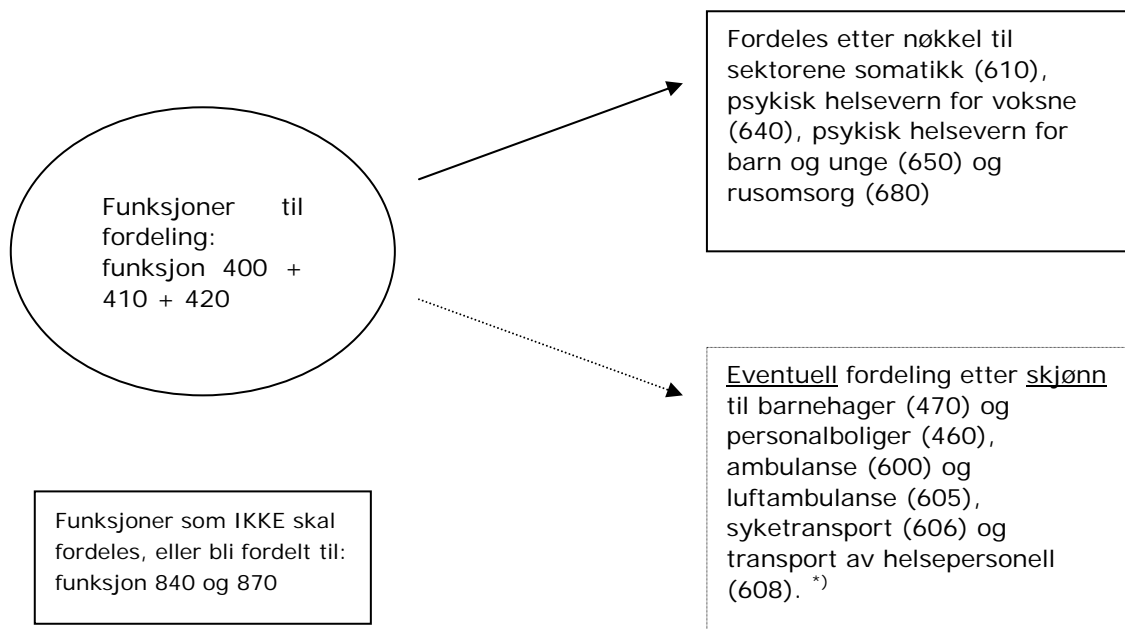 Funksjoner til
fordeling:
funksjon 400 +
410 + 420
Fordeles etter nøkkel til
sektorene somatikk (610),
psykisk helsevern for voksne
(640), psykisk helsevern for
barn og unge (650) og
rusomsorg (680)
Eventuell fordeling etter skjønn
til barnehager (470) og
personalboliger (460),
ambulanse (600) og
luftambulanse (605),
syketransport (606) og
transport av helsepersonell
(608). *)
Funksjoner som IKKE skal
fordeles, eller bli fordelt til:
funksjon 840 og 870